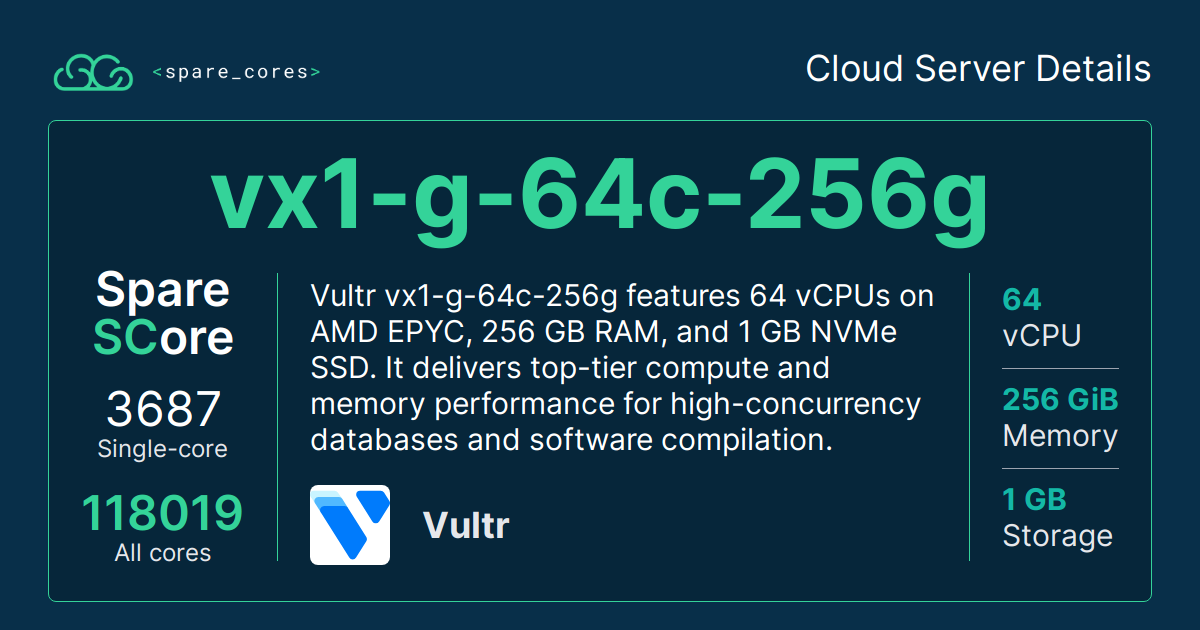 <spare_cores>
Cloud Server Details
vx1-g-64c-256g
Spare
SCore
3687
Single-core
118019
All cores
Vultr vx1-g-64c-256g features 64 vCPUs on
AMD EPYC, 256 GB RAM, and 1 GB NVMe
SSD. It delivers top-tier compute and
memory performance for high-concurrency
databases and software compilation.
Vultr
64
vCPU
256 GiB
Memory
1 GB
Storage